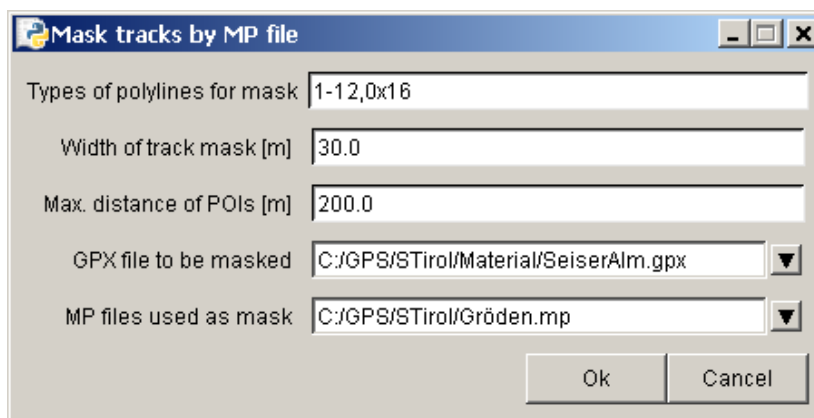 Mask tracks by MP file
Types of polylines for mask 1-12,0x16
Width of track mask [m] 30.0
Max. distance of POIs [m] 200.0
GPX file to be masked C:/GPS/STirol/Material/SeiserAlm.gpx
MP files used as mask C:/GPS/STirol/Gröden.mp
Ok Cancel